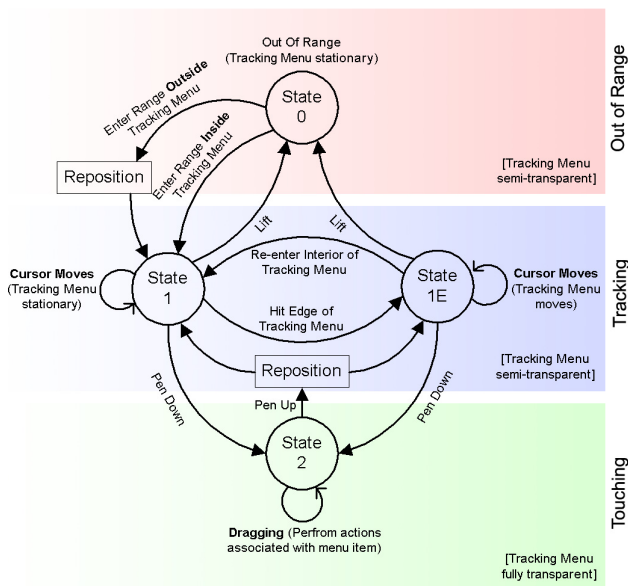 Out Of Range
(Tracking Menu stationary)
State
0
Enter Range Outside
Tracking Menu
Enter Range Inside
Tracking Menu
Reposition
[Tracking Menu
semi-transparent]
Out of Range
Lift
Lift
Cursor Moves
(Tracking Menu
stationary)
State
1
Re-enter Interior of
Tracking Menu
State
1E
Cursor Moves
(Tracking Menu
moves)
Hit Edge of
Tracking Menu
Reposition
[Tracking Menu
semi-transparent]
Tracking
Pen Down
Pen Up
Pen Down
State
2
Dragging (Perfrom actions
associated with menu item)
[Tracking Menu
fully transparent]
Touching